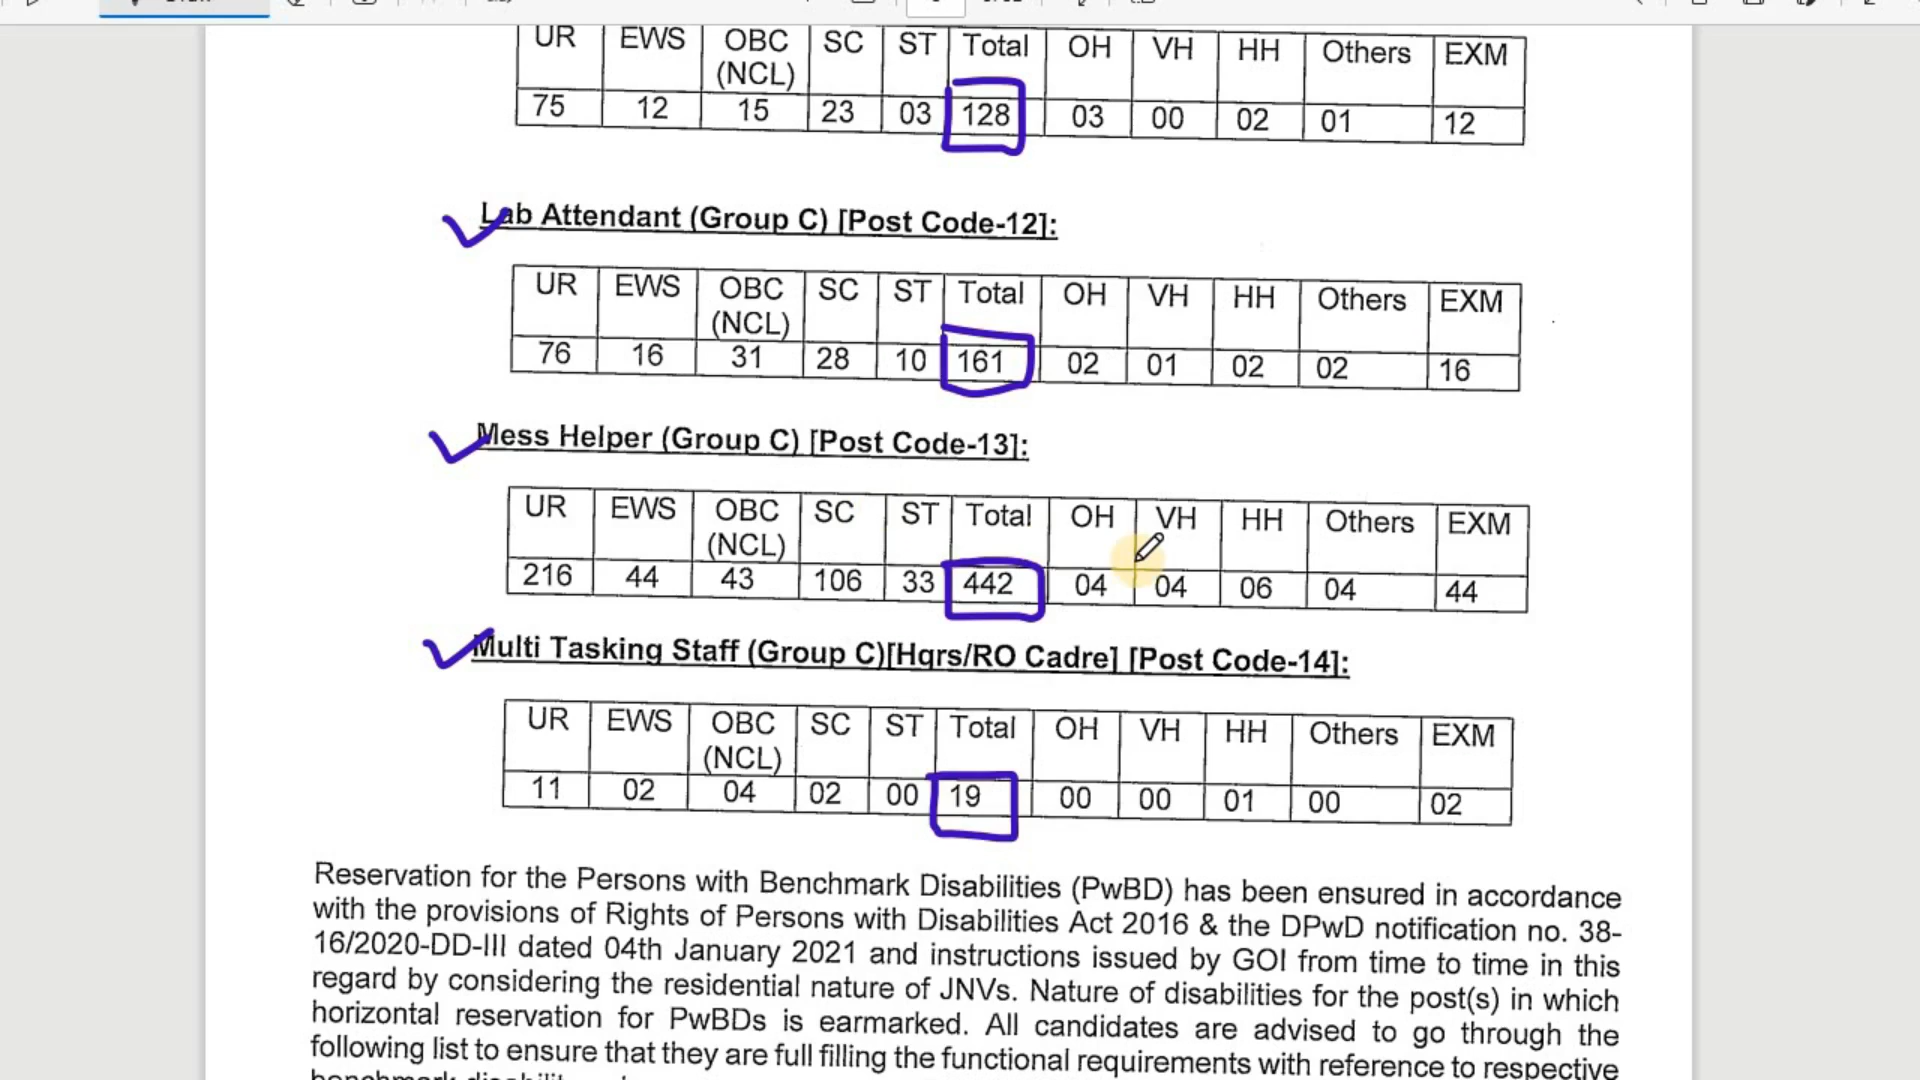 UR EWS OBC (NCL) SC ST Total OH VH HH Others EXM
75 12 15 23 03 128 03 00 02 01 12
Lab Attendant (Group C) [Post Code-12]:
UR EWS OBC (NCL) SC ST Total OH VH HH Others EXM
76 16 31 28 10 161 02 01 02 02 16
Mess Helper (Group C) [Post Code-13]:
UR EWS OBC (NCL) SC ST Total OH VH HH Others EXM
216 44 43 106 33 442 04 04 06 04 44
Multi Tasking Staff (Group C)[Hqrs/RO Cadre] [Post Code-14]:
UR EWS OBC (NCL) SC ST Total OH VH HH Others EXM
11 02 04 02 00 19 00 00 01 00 02
Reservation for the Persons with Benchmark Disabilities (PwBD) has been ensured in accordance
with the provisions of Rights of Persons with Disabilities Act 2016 & the DPwD notification no. 38-
16/2020-DD-III dated 04th January 2021 and instructions issued by GOI from time to time in this
regard by considering the residential nature of JNVs. Nature of disabilities for the post(s) in which
horizontal reservation for PwBDs is earmarked. All candidates are advised to go through the
following list to ensure that they are full filling the functional requirements with reference to respective